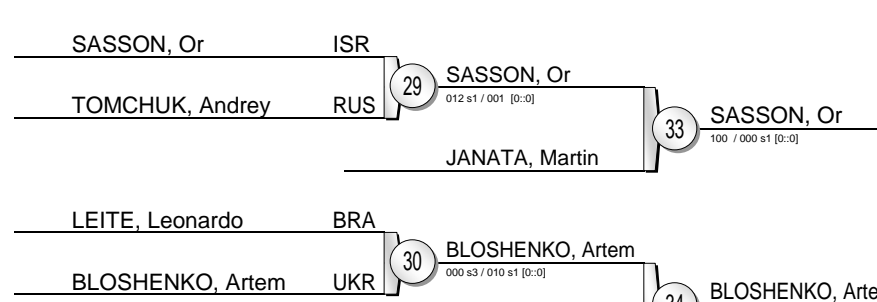 SASSON, Or ISR
29
SASSON, Or
012 s1 / 001 [0::0]
TOMCHUK, Andrey RUS
33
SASSON, Or
100 / 000 s1 [0::0]
JANATA, Martin
LEITE, Leonardo BRA
30
BLOSHENKO, Artem
000 s3 / 010 s1 [0::0]
BLOSHENKO, Artem UKR
BLOSHENKO, Arte